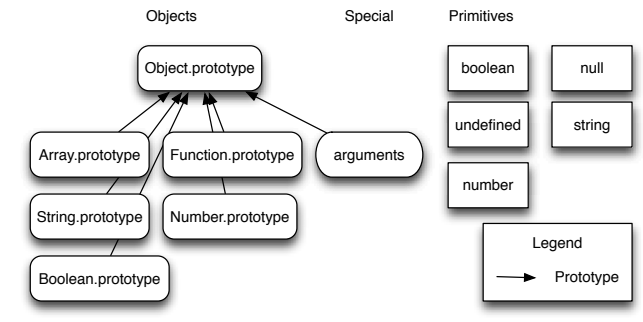 Objects
Special
Primitives
Object.prototype
boolean
null
undefined
string
Array.prototype
Function.prototype
arguments
number
String.prototype
Number.prototype
Legend
Boolean.prototype
Prototype